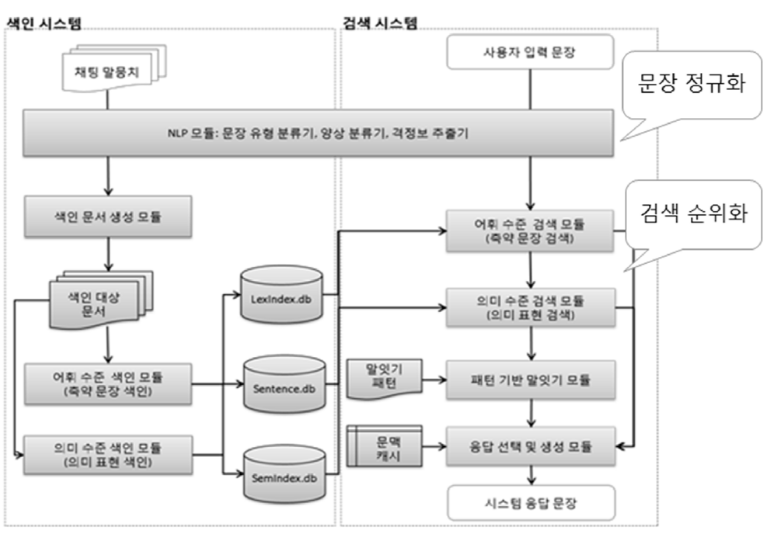 색인 시스템
검색 시스템
채팅 말뭉치
사용자 입력 문장
문장 정규화
NLP 모듈: 문장 유형 분류기, 양상 분류기, 격정보 추출기
색인 문서 생성 모듈
검색 순위화
어휘 수준 검색 모듈
(축약 문장 검색)
색인 대상
문서
LexIndex.db
의미 수준 검색 모듈
(의미 표현 검색)
어휘 수준 색인 모듈
(축약 문장 색인)
Sentence.db
말잇기
패턴
패턴 기반 말잇기 모듈
의미 수준 색인 모듈
(의미 표현 색인)
SemIndex.db
문맥
캐시
응답 선택 및 생성 모듈
시스템 응답 문장